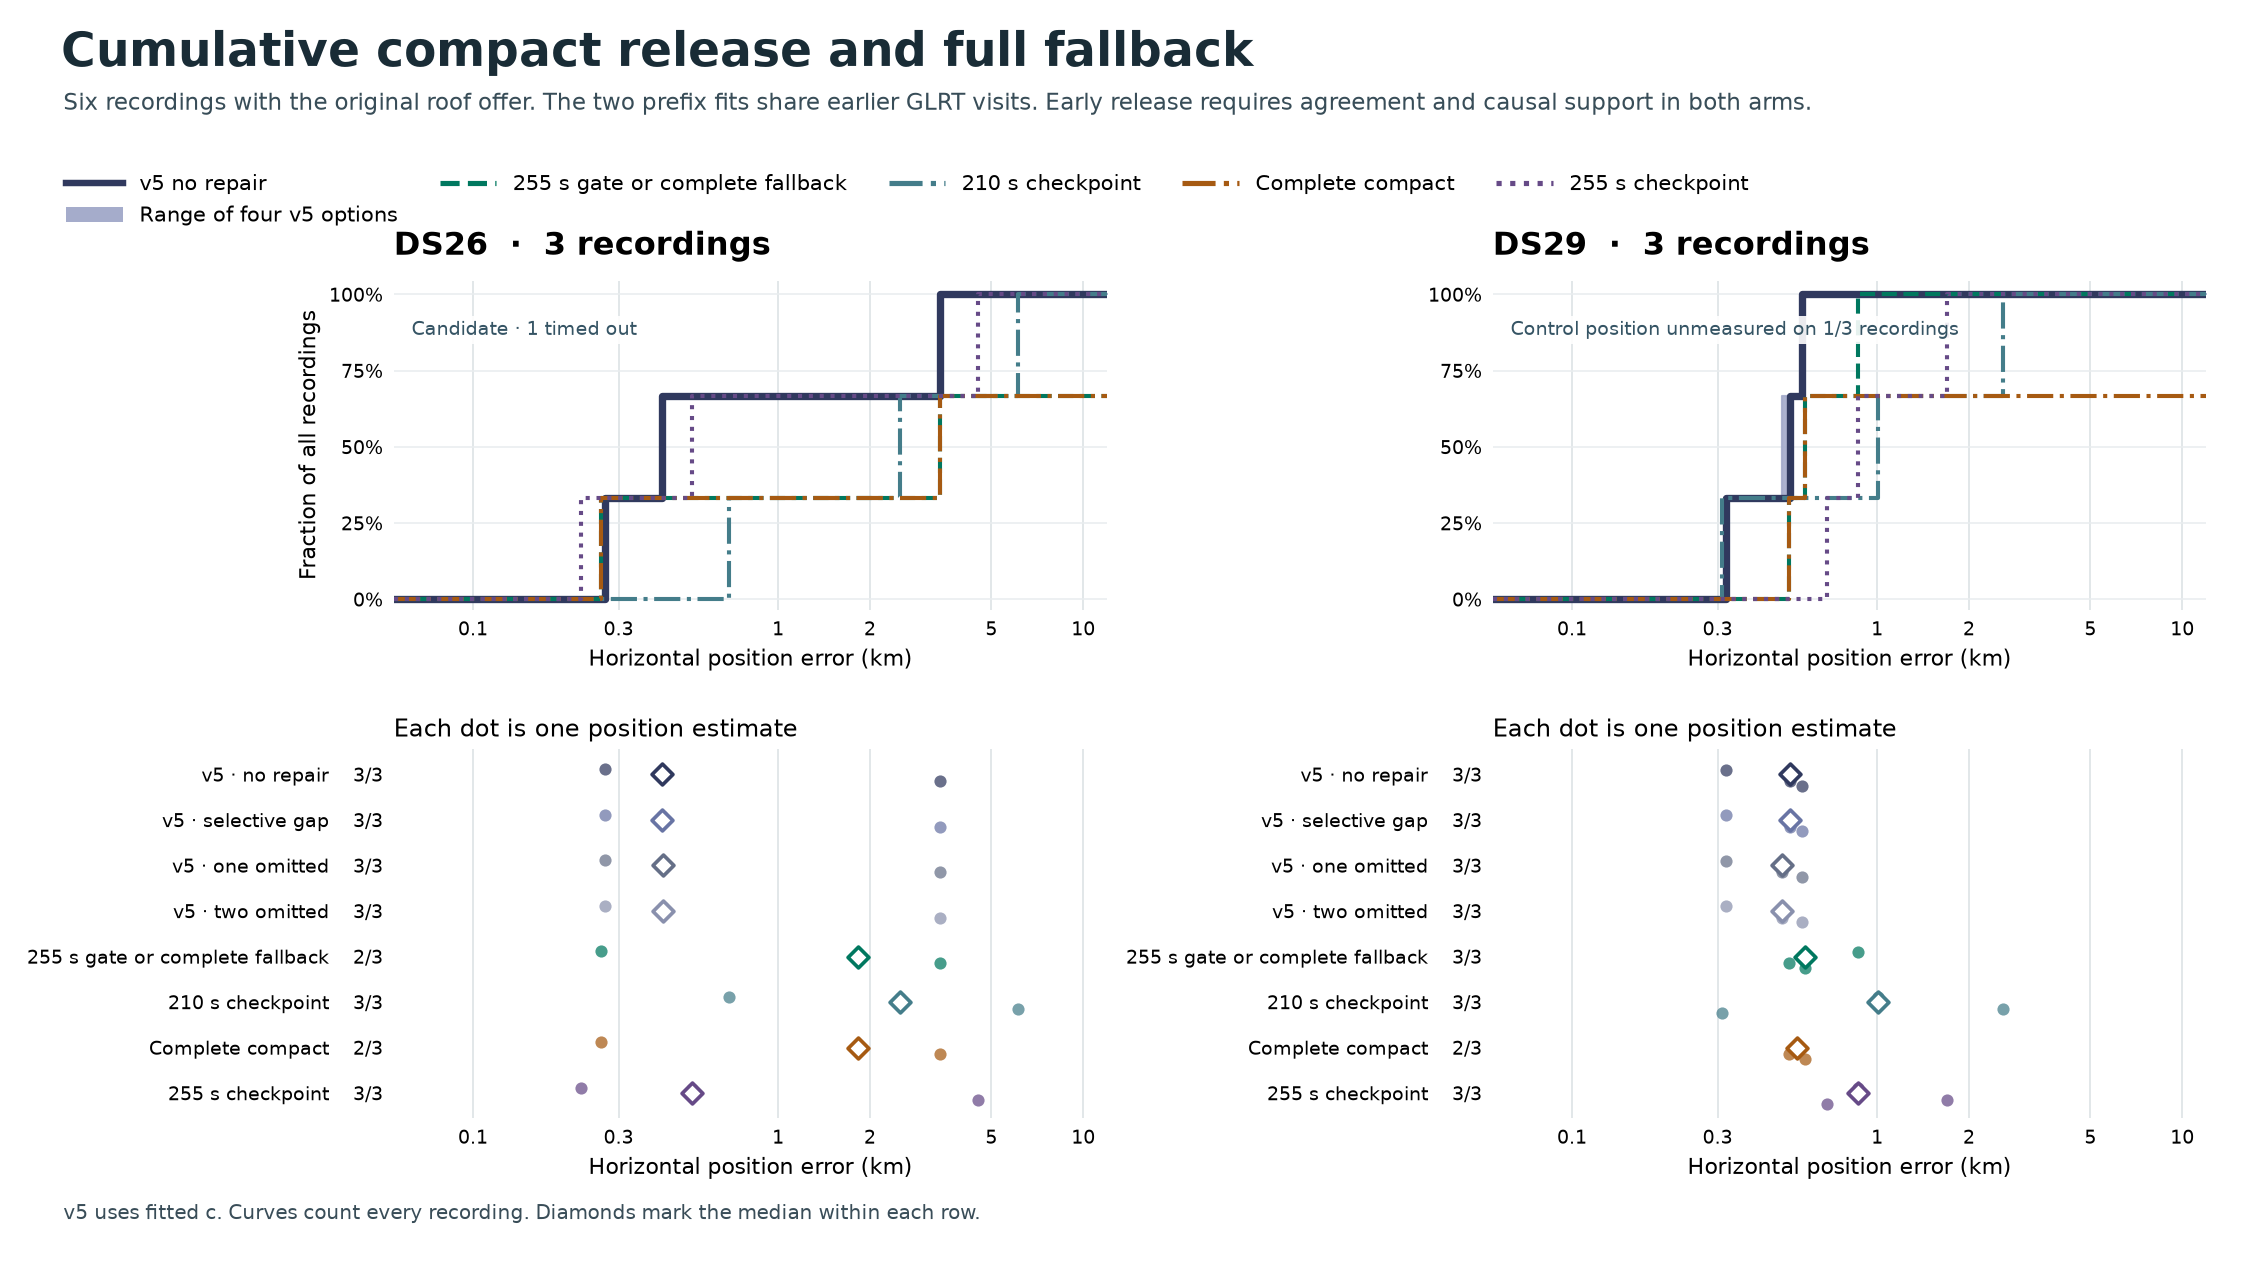 Cumulative compact release and full fallback
Six recordings with the original roof offer. The two prefix fits share earlier GLRT visits. Early release requires agreement and causal support in both arms.
v5 no repair
255 s gate or complete fallback
210 s checkpoint
Complete compact
255 s checkpoint
Range of four v5 options
DS26 · 3 recordings
Fraction of all recordings
100%
75%
50%
25%
0%
Candidate · 1 timed out
0.1 0.3 1 2 5 10
Horizontal position error (km)
DS29 · 3 recordings
100%
75%
50%
25%
0%
Control position unmeasured on 1/3 recordings
0.1 0.3 1 2 5 10
Horizontal position error (km)
Each dot is one position estimate
v5 · no repair 3/3
v5 · selective gap 3/3
v5 · one omitted 3/3
v5 · two omitted 3/3
255 s gate or complete fallback 2/3
210 s checkpoint 3/3
Complete compact 2/3
255 s checkpoint 3/3
0.1 0.3 1 2 5 10
Horizontal position error (km)
Each dot is one position estimate
v5 · no repair 3/3
v5 · selective gap 3/3
v5 · one omitted 3/3
v5 · two omitted 3/3
255 s gate or complete fallback 3/3
210 s checkpoint 3/3
Complete compact 2/3
255 s checkpoint 3/3
0.1 0.3 1 2 5 10
Horizontal position error (km)
v5 uses fitted c. Curves count every recording. Diamonds mark the median within each row.